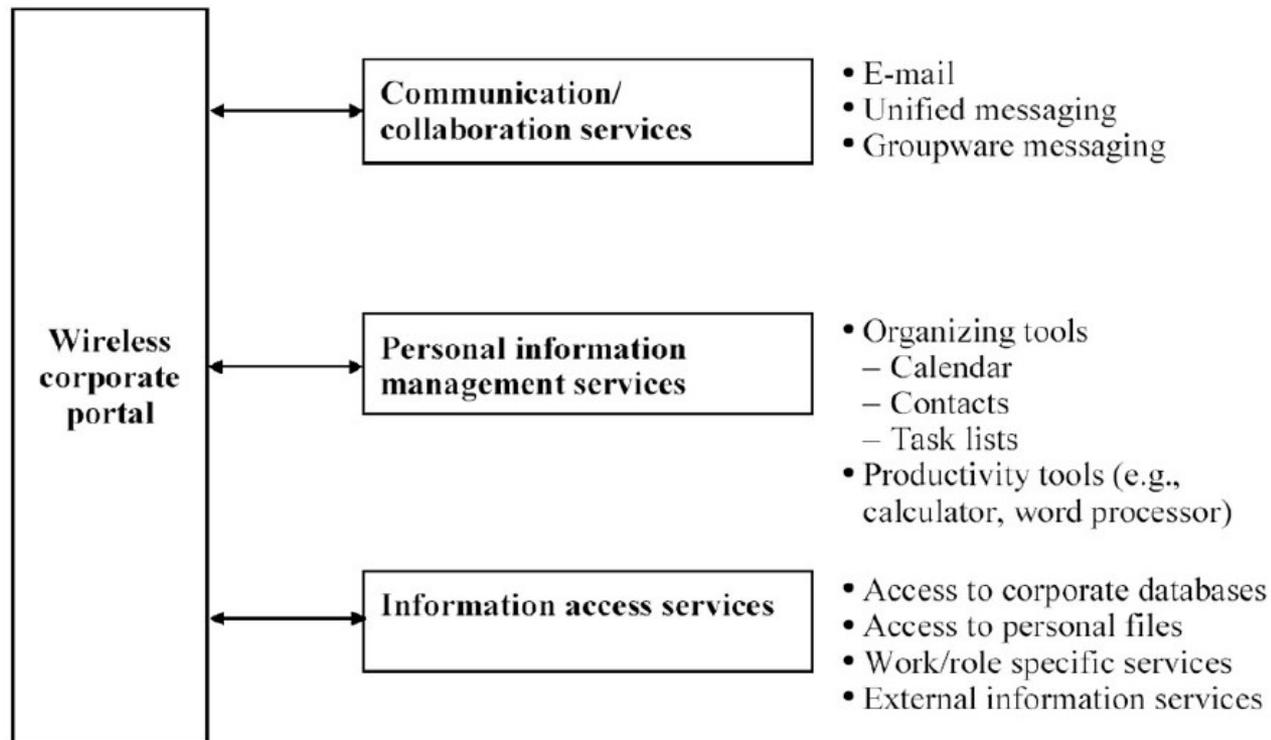 Wireless
corporate
portal
Communication/
collaboration services
• E-mail
• Unified messaging
• Groupware messaging
Personal information
management services
• Organizing tools
– Calendar
– Contacts
– Task lists
• Productivity tools (e.g.,
calculator, word processor)
Information access services
• Access to corporate databases
• Access to personal files
• Work/role specific services
• External information services